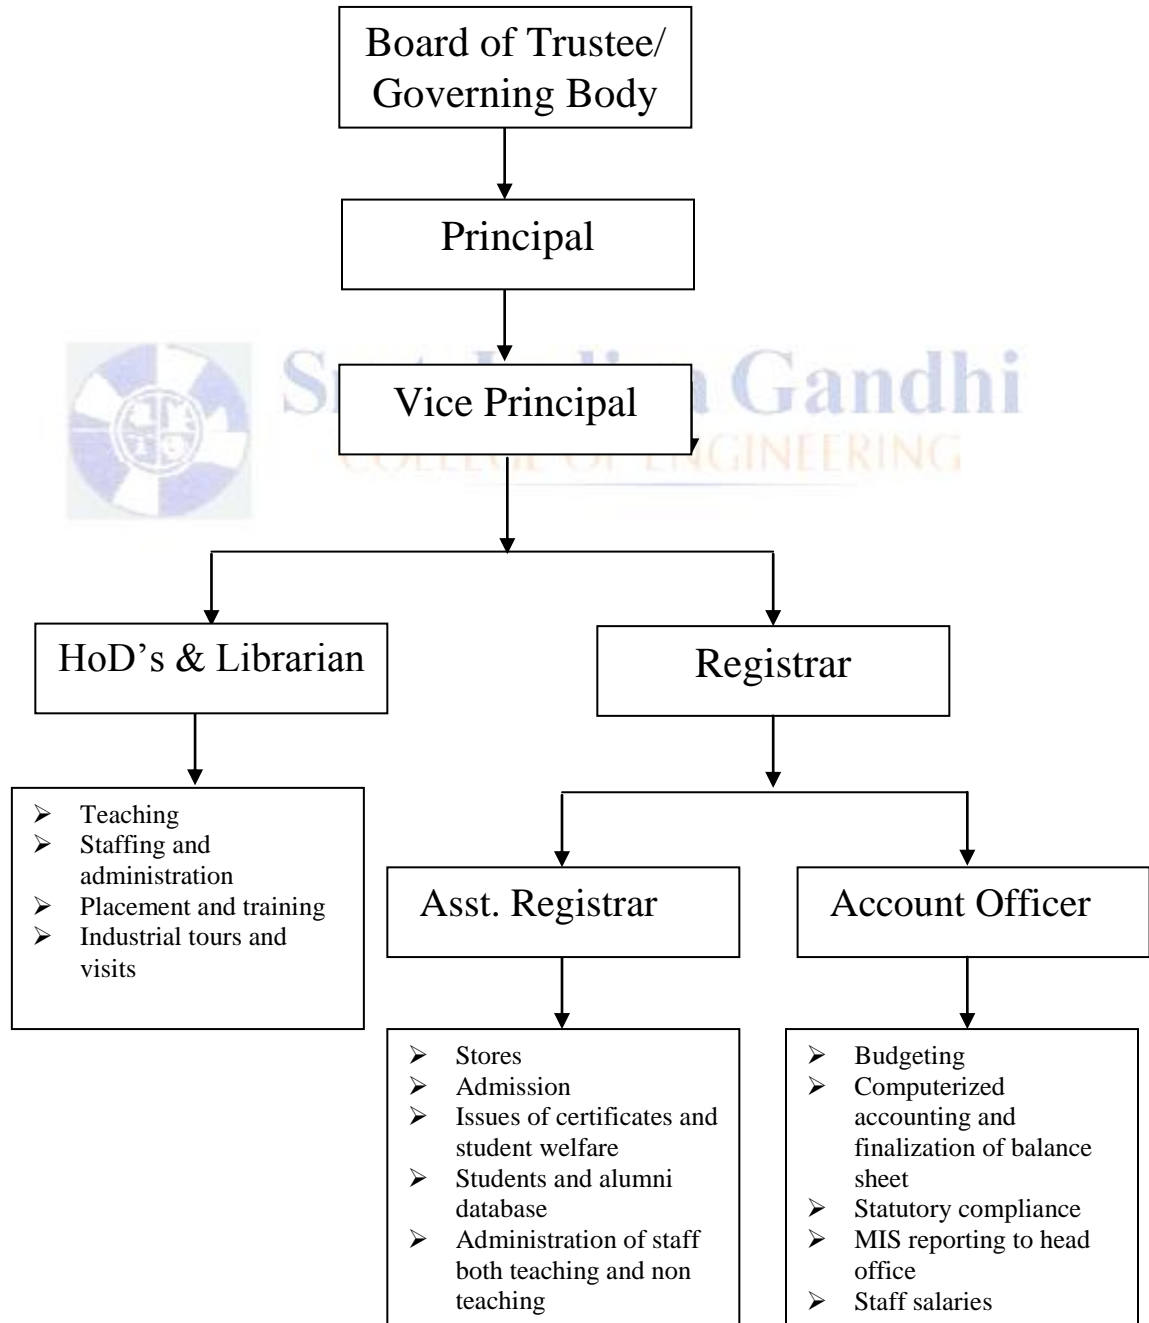 Board of Trustee/
Governing Body
Principal
Gandhi
Vice Principal
COLLEGE OF ENGINEERING
HoD’s & Librarian
Registrar
➢ Teaching
➢ Staffing and
administration
➢ Placement and training
➢ Industrial tours and
visits
Asst. Registrar
Account Officer
➢ Stores
➢ Admission
➢ Issues of certificates and
student welfare
➢ Students and alumni
database
➢ Administration of staff
both teaching and non
teaching
➢ Budgeting
➢ Computerized
accounting and
finalization of balance
sheet
➢ Statutory compliance
➢ MIS reporting to head
office
➢ Staff salaries